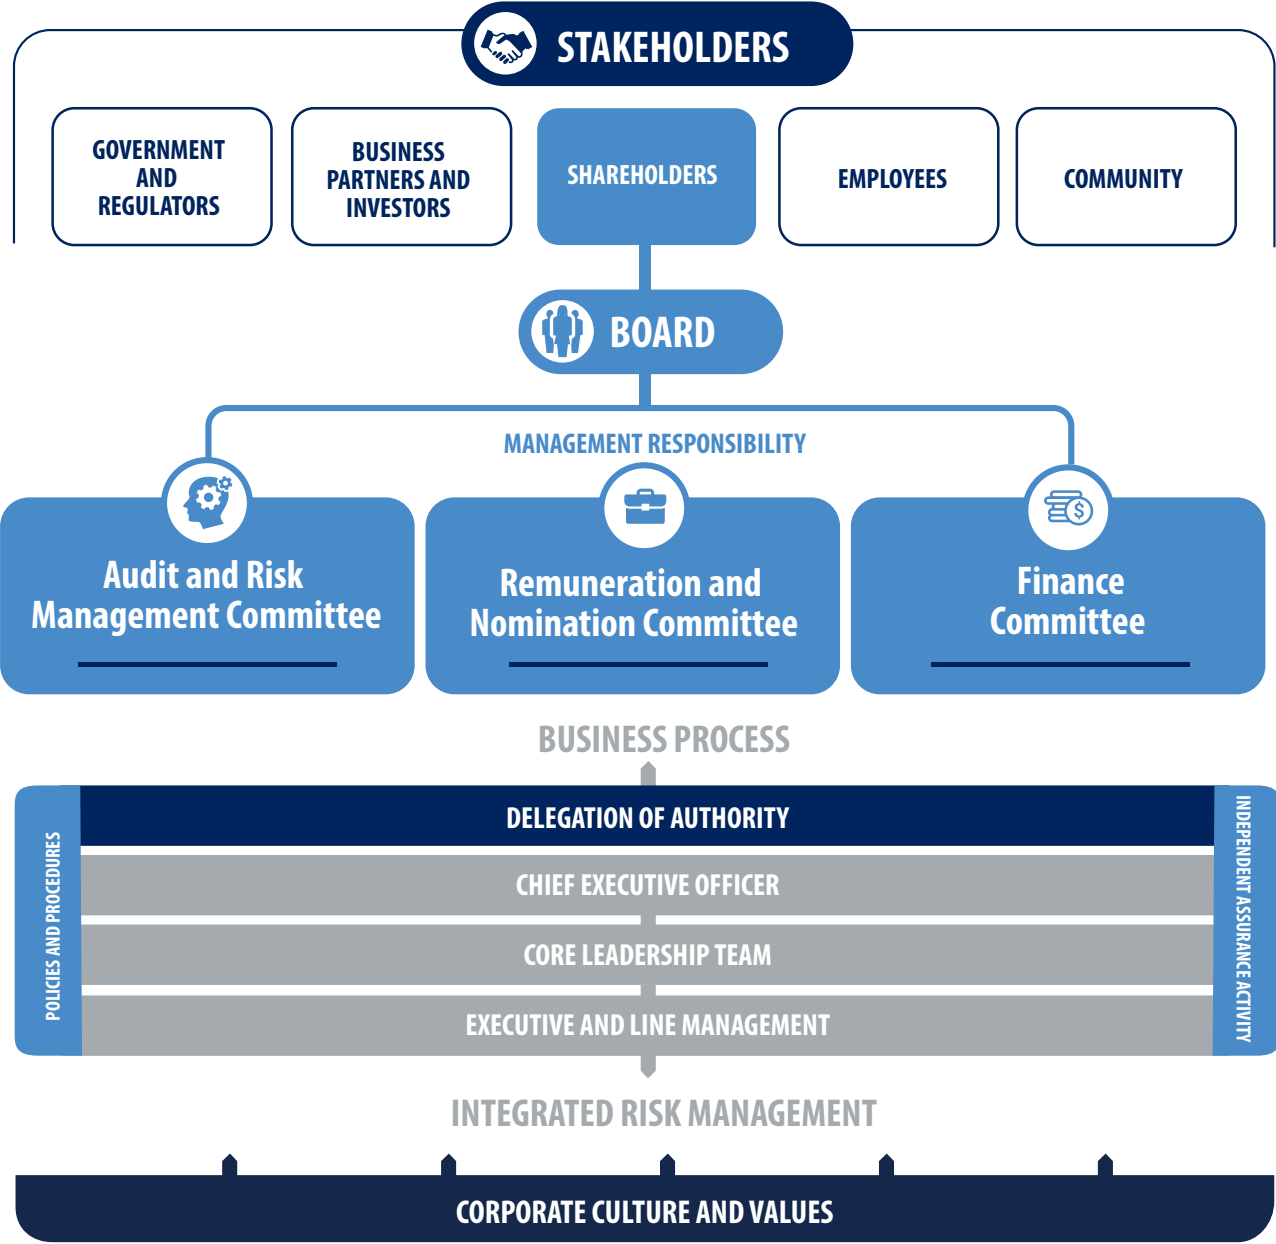 STAKEHOLDERS
GOVERNMENT
AND
REGULATORS
BUSINESS
PARTNERS AND
INVESTORS
SHAREHOLDERS
EMPLOYEES
COMMUNITY
BOARD
MANAGEMENT RESPONSIBILITY
Audit and Risk
Management Committee
Remuneration and
Nomination Committee
$
Finance
Committee
BUSINESS PROCESS
POLICIES AND PROCEDURES
DELEGATION OF AUTHORITY
CHIEF EXECUTIVE OFFICER
CORE LEADERSHIP TEAM
EXECUTIVE AND LINE MANAGEMENT
INDEPENDENT ASSURANCE ACTIVITY
INTEGRATED RISK MANAGEMENT
CORPORATE CULTURE AND VALUES